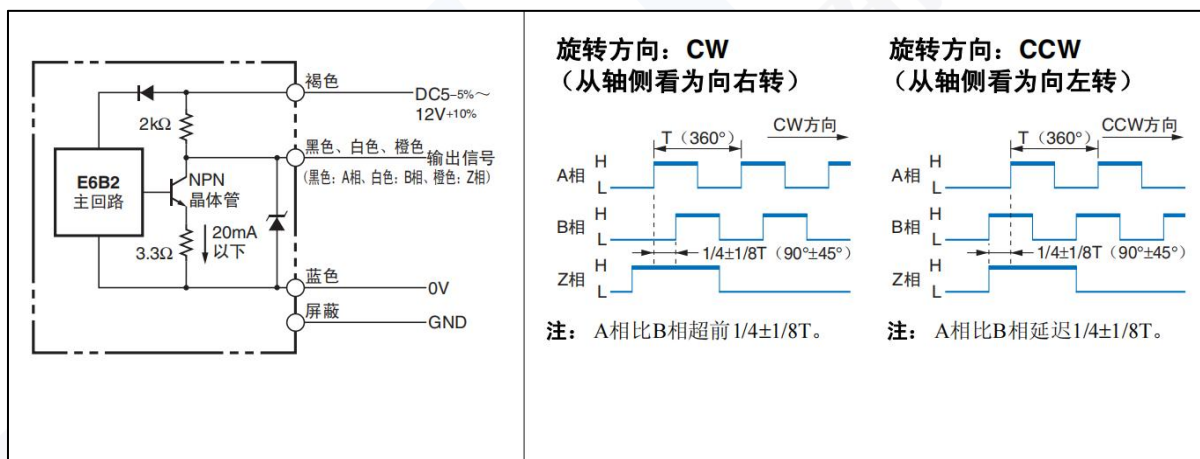 褐色
DC5-5%～
12V+10%
2kΩ
黑色、白色、橙色
输出信号
(黑色：A相、白色：B相、橙色：Z相)
E6B2
主回路
NPN
晶体管
20mA
以下
3.3Ω
蓝色
0V
屏蔽
GND
旋转方向：CW
（从轴侧看为向右转）
T（360°）
CW方向
A相
H
L
B相
H
L
1/4±1/8T（90°±45°）
Z相
H
L
注： A相比B相超前1/4±1/8T。
旋转方向：CCW
（从轴侧看为向左转）
T（360°）
CCW方向
A相
H
L
B相
H
L
1/4±1/8T（90°±45°）
Z相
H
L
注： A相比B相延迟1/4±1/8T。